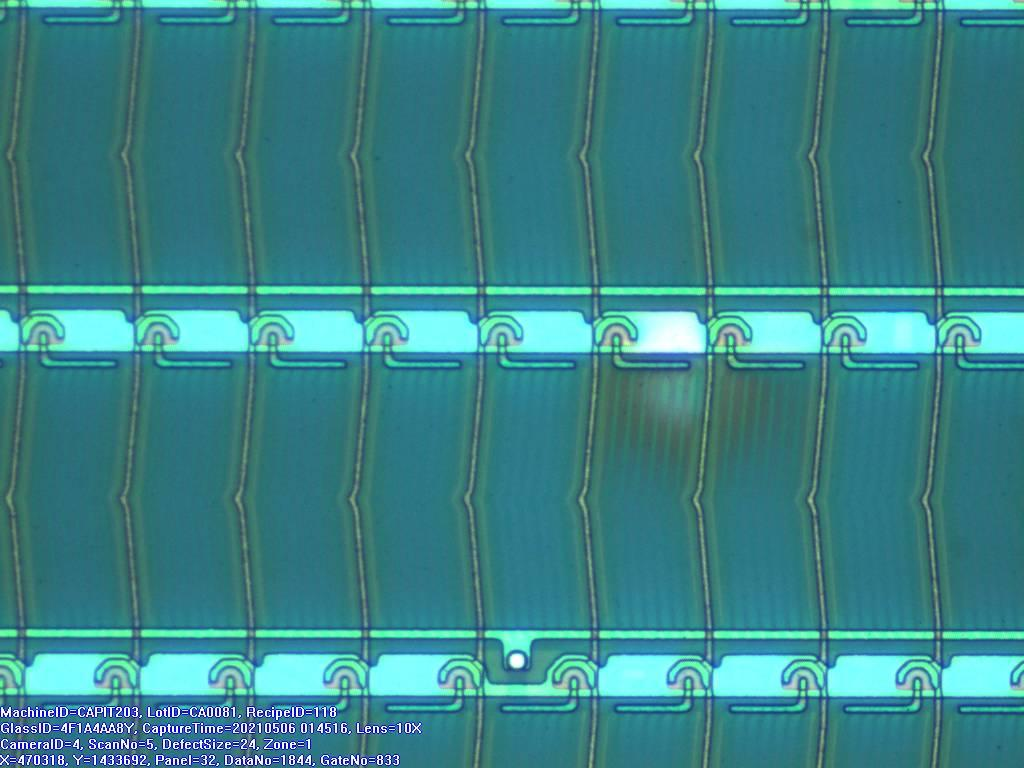 MachineID=CAPIT203, LotID=CA0081, RecipeID=118
GlassID=4F1A4AA8Y, CaptureTime=20210506 014516, Lens=10X
CameraID=4, ScanNo=5, DefectSize=24, Zone=1
X=470318, Y=1433692, Panel=32, DataNo=1844, GateNo=833